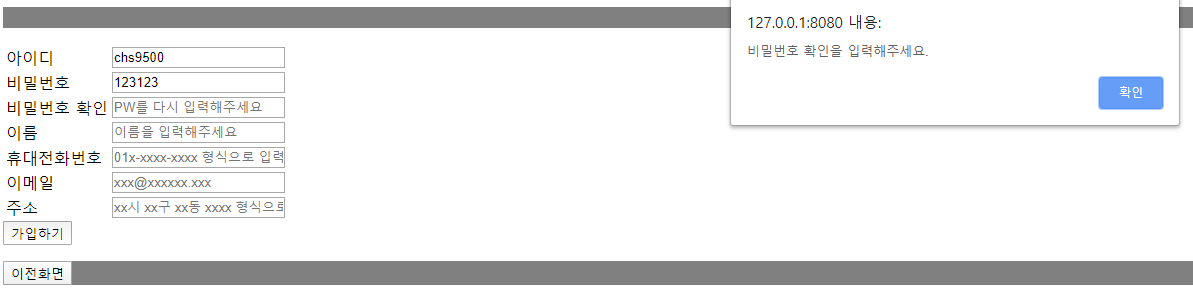 127.0.0.1:8080 내용:
비밀번호 확인을 입력해주세요.
확인
아이디 chs9500
비밀번호 123123
비밀번호 확인 PW를 다시 입력해주세요
이름 이름을 입력해주세요
휴대전화번호 01x-xxxx-xxxx 형식으로 입력
이메일 xxx@xxxxxx.xxx
주소 xx시 xx구 xx동 xxxx 형식으로
가입하기
이전화면